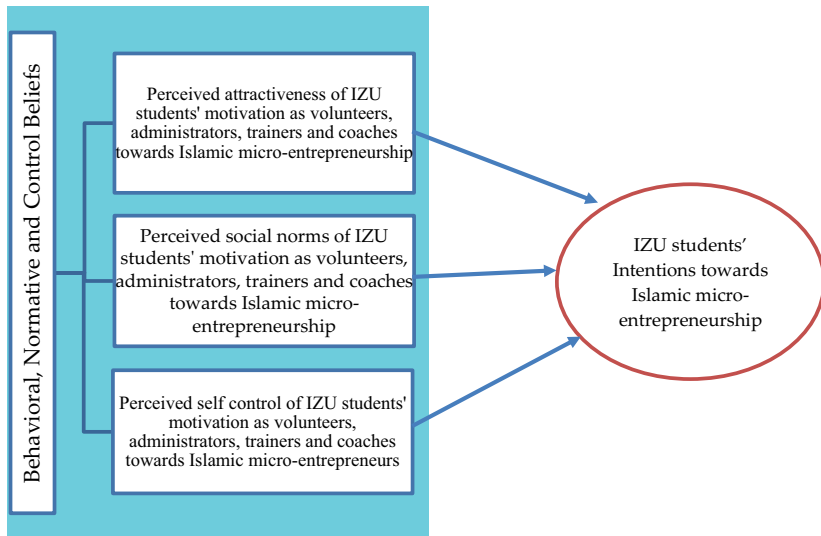 Behavioral, Normative and Control Beliefs
Perceived attractiveness of IZU
students' motivation as volunteers,
administrators, trainers and coaches
towards Islamic micro-entrepreneurship
Perceived social norms of IZU
students' motivation as volunteers,
administrators, trainers and coaches
towards Islamic micro-
entrepreneurship
Perceived self control of IZU students'
motivation as volunteers,
administrators, trainers and coaches
towards Islamic micro-entrepreneurs
IZU students’
Intentions towards
Islamic micro-
entrepreneurship